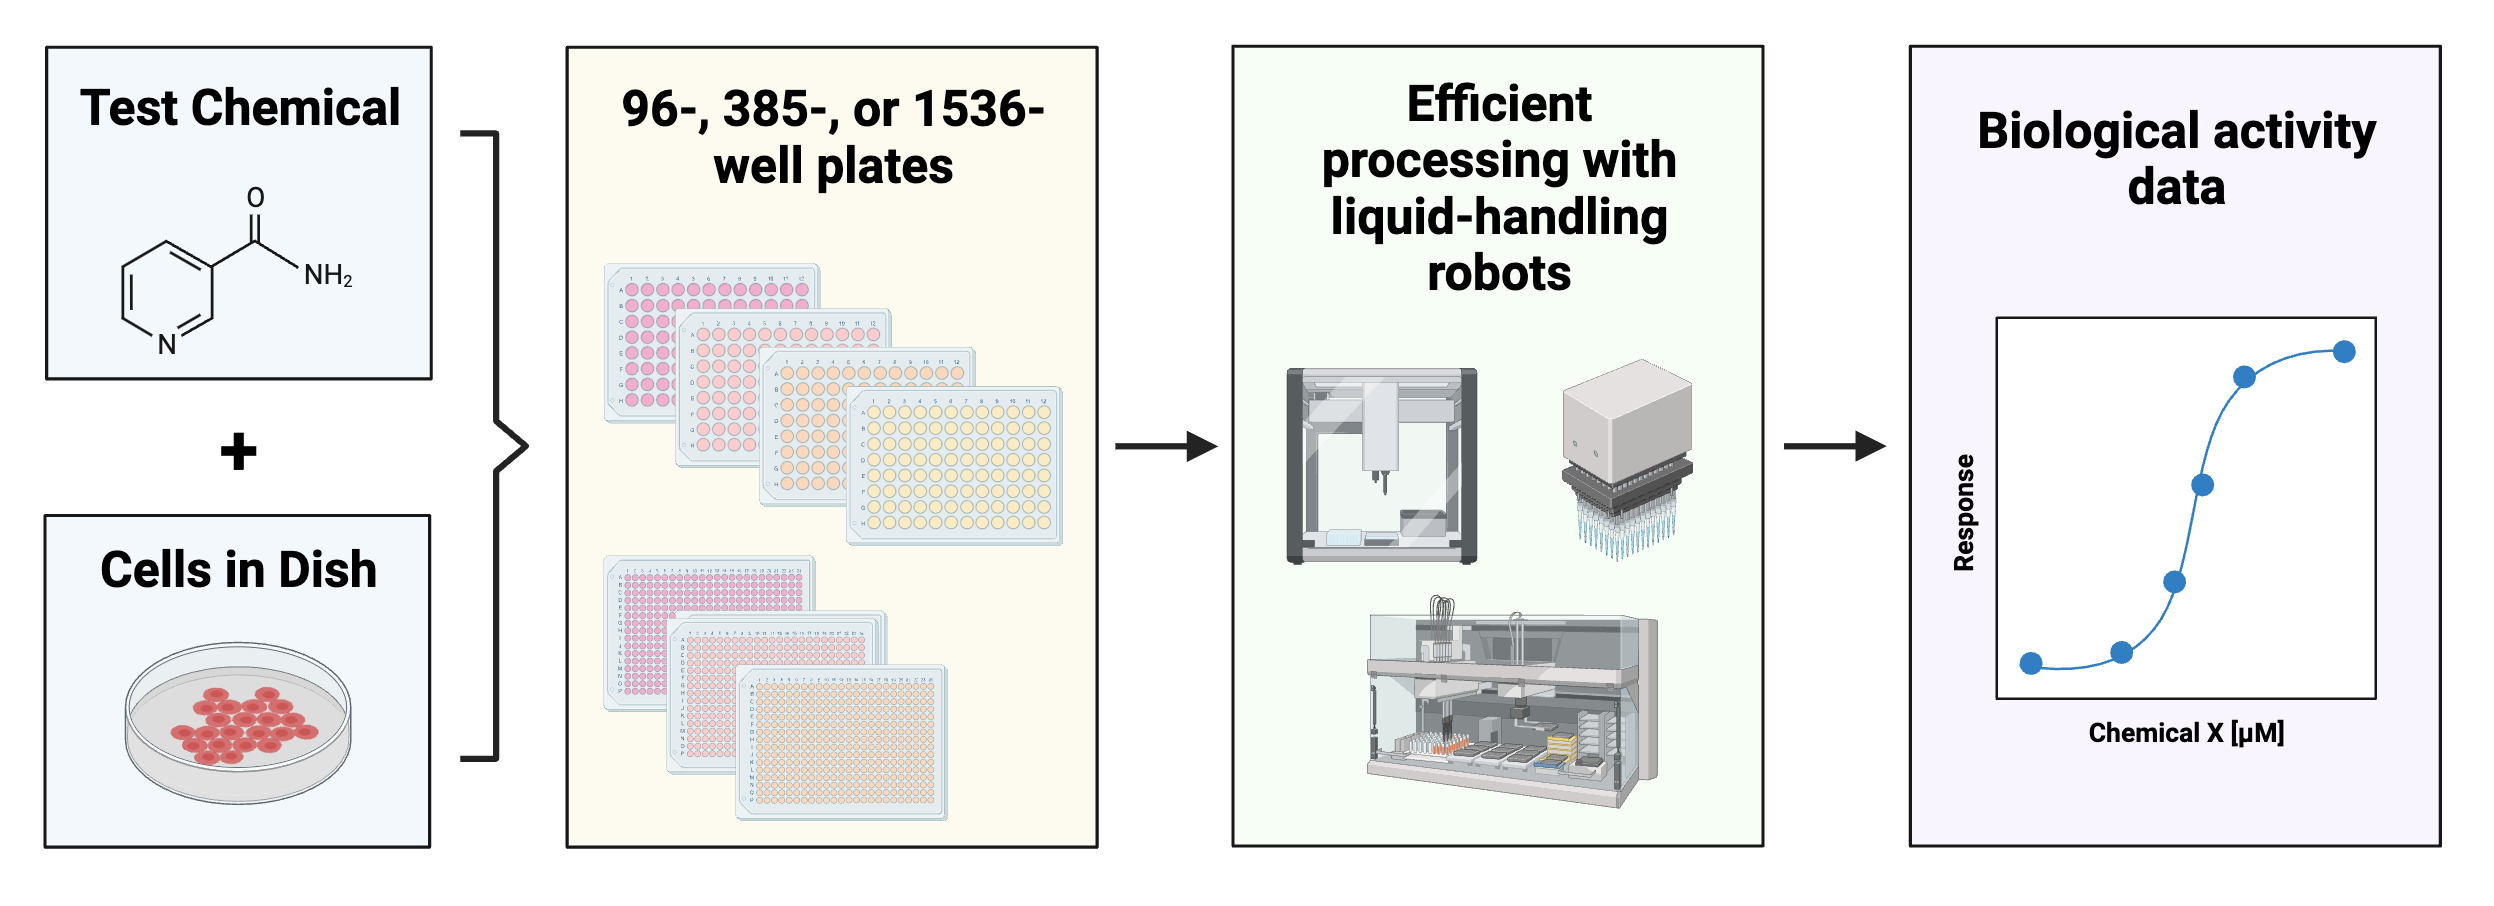 Test Chemical
O
NH2
N
+
Cells in Dish
96-, 385-, or 1536-
well plates
Efficient
processing with
liquid-handling
robots
Biological activity
data
Response
Chemical X [µM]